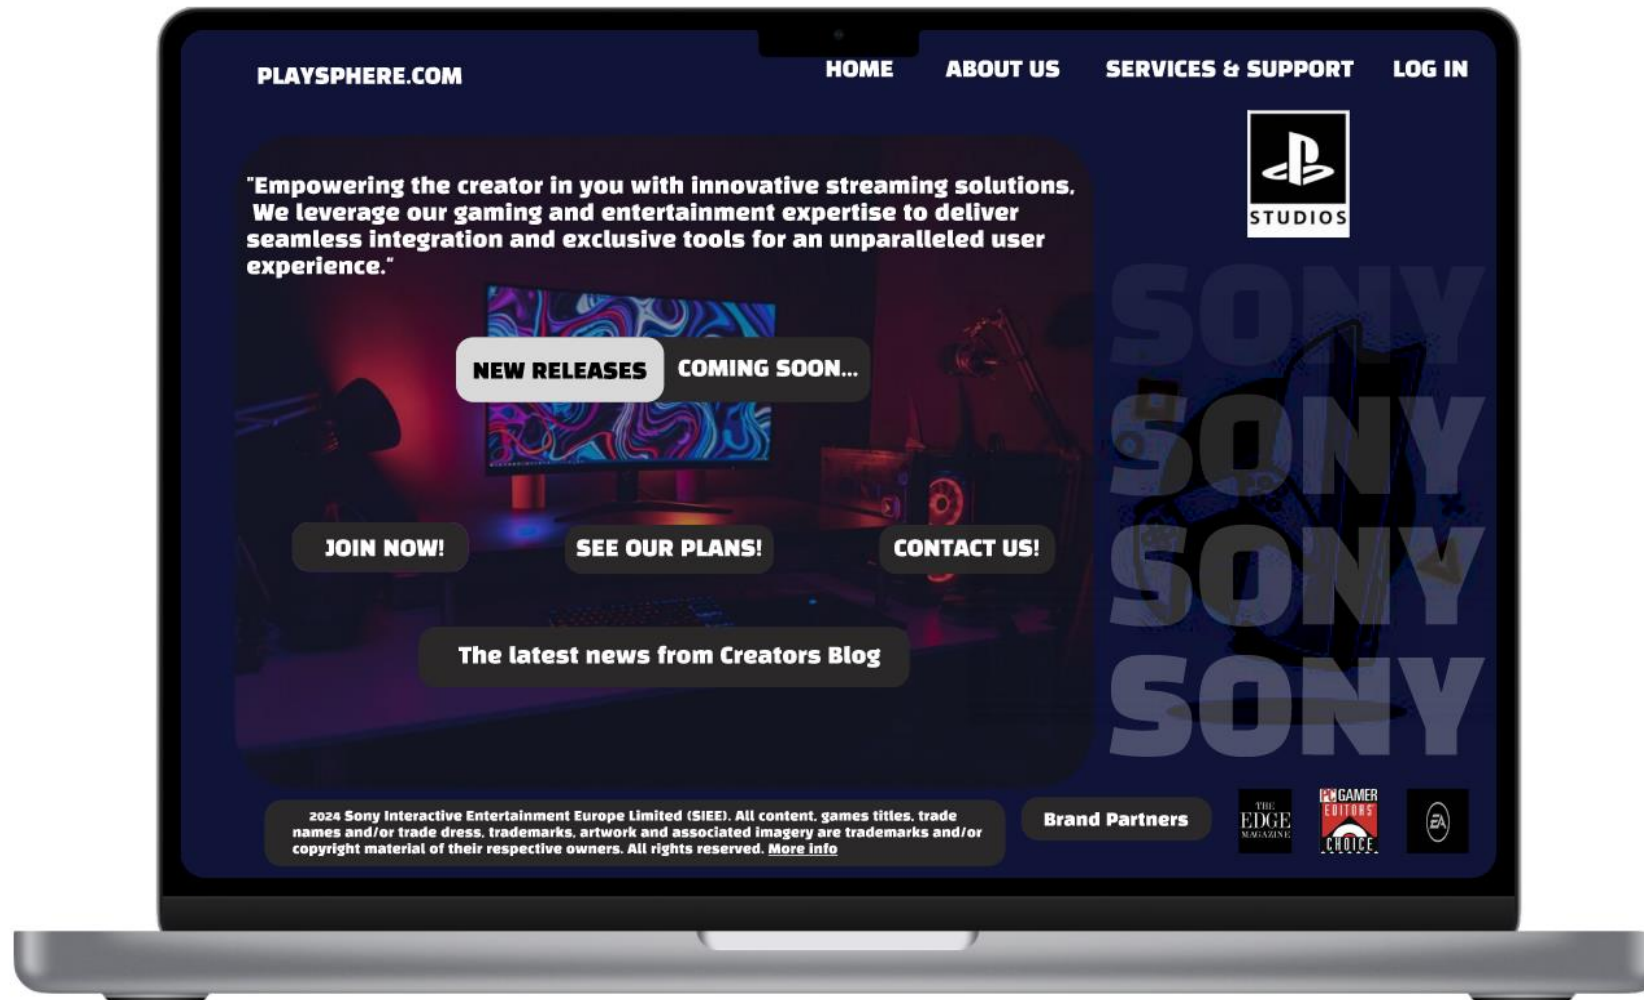 PLAYSPHERE.COM
HOME ABOUT US SERVICES & SUPPORT LOG IN
STUDIOS
"Empowering the creator in you with innovative streaming solutions.
We leverage our gaming and entertainment expertise to deliver
seamless integration and exclusive tools for an unparalleled user
experience."
NEW RELEASES COMING SOON...
JOIN NOW! SEE OUR PLANS! CONTACT US!
The latest news from Creators Blog
SONY
SONY
SONY
SONY
2024 Sony Interactive Entertainment Europe Limited (SIEE). All content, games titles, trade
names and/or trade dress, trademarks, artwork and associated imagery are trademarks and/or
copyright material of their respective owners. All rights reserved. More info
Brand Partners
THE
EDGE
MAGAZINE
PC GAMER
EDITORS'
CHOICE
EA